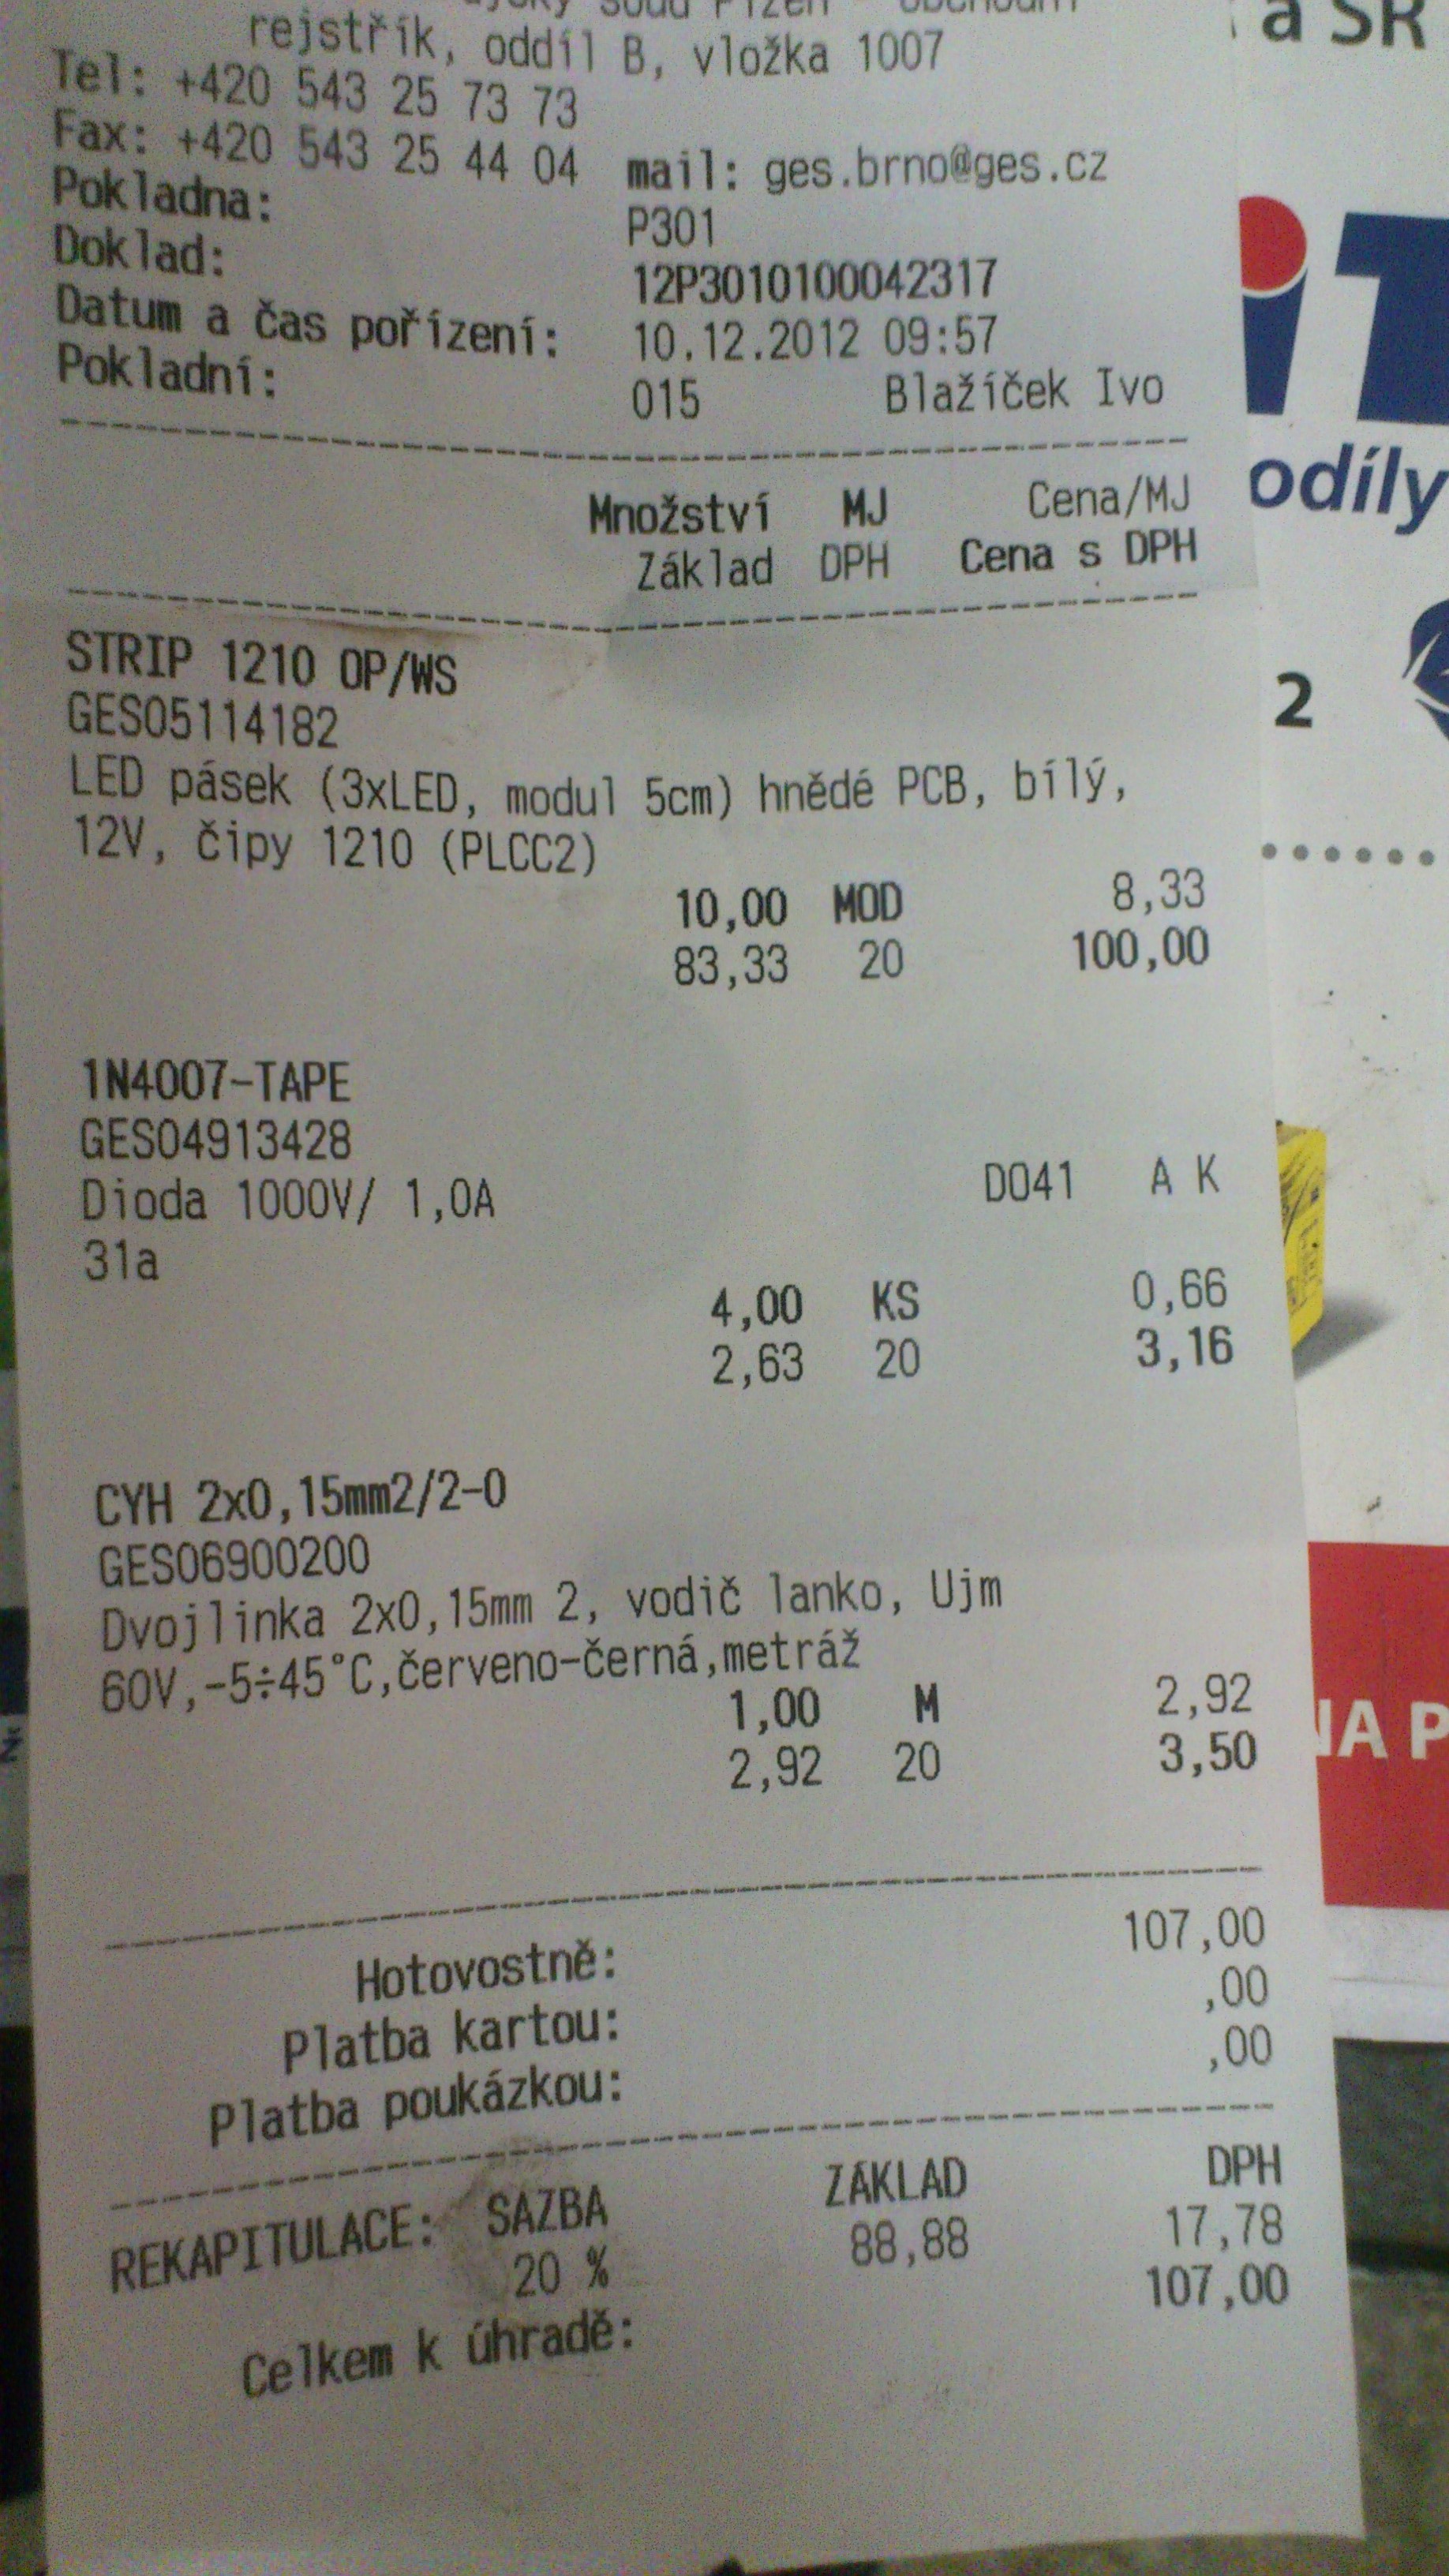 soud Plzeň obchodní
rejstřík, oddíl B, vložka 1007
Tel: +420 543 25 73 73
Fax: +420 543 25 44 04 mail: ges.brno@ges.cz
Pokladna: P301
Doklad: 12P3010100042317
Datum a čas pořízení: 10.12.2012 09:57
Pokladní: 015 Blažíček Ivo
Množství MJ Cena/MJ
Základ DPH Cena s DPH
STRIP 1210 OP/WS
GES05114182
LED pásek (3xLED, modul 5cm) hnědé PCB, bílý,
12V, čipy 1210 (PLCC2)
10,00 MOD 8,33
83,33 20 100,00
1N4007-TAPE
GES04913428
Dioda 1000V/ 1,0A DO41 A K
31a
4,00 KS 0,66
2,63 20 3,16
CYH 2x0,15mm2/2-0
GES06900200
Dvojlinka 2x0,15mm 2, vodič lanko, Ujm
60V,-5÷45°C,červeno-černá,metráž
1,00 M 2,92
2,92 20 3,50
Hotovostně: 107,00
Platba kartou: ,00
Platba poukázkou: ,00
REKAPITULACE: SAZBA ZÁKLAD DPH
20 % 88,88 17,78
Celkem k úhradě: 107,00
a SR
iT
odíly
2
NA P